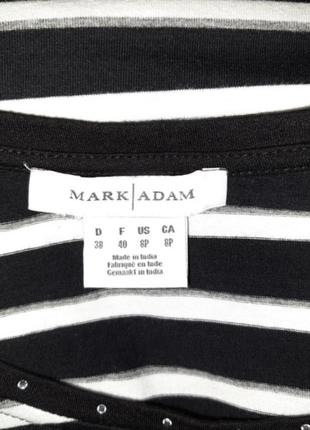 MARK ADAM
D F US CA
38 40 8P 8P
Made in India
Fabriqué en Inde
Gemaakt in India